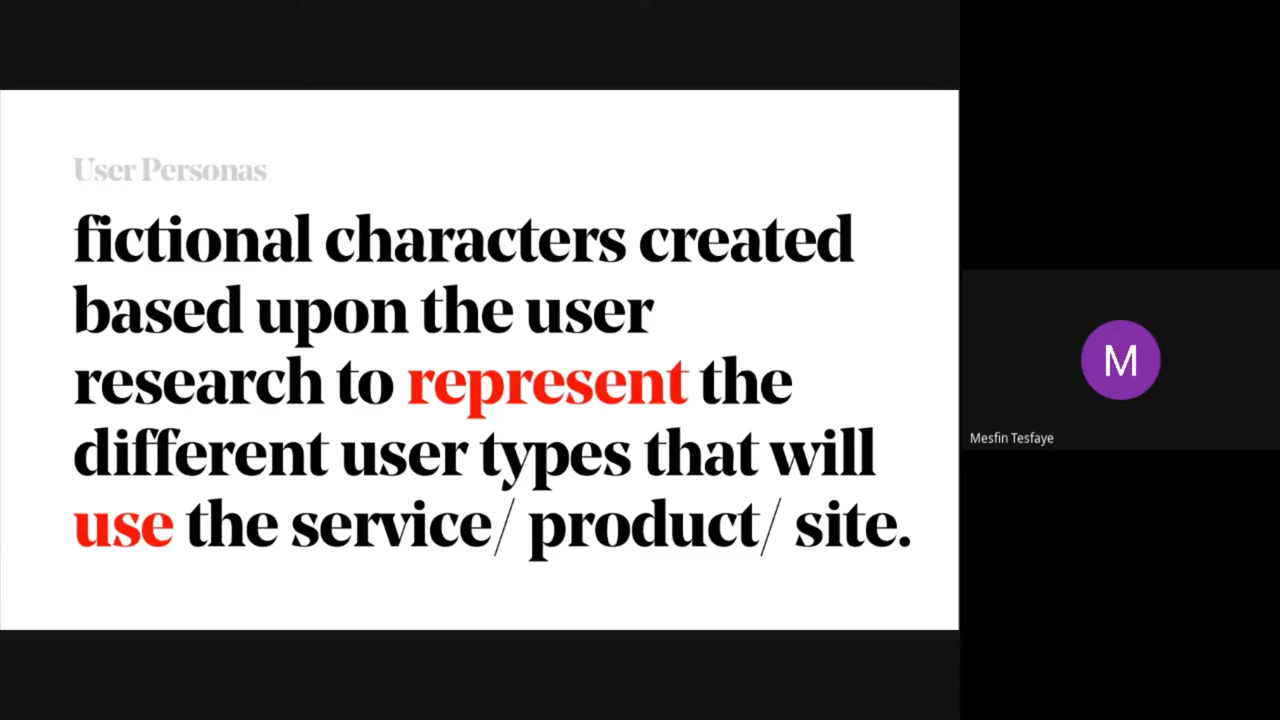 User Personas
fictional characters created
based upon the user
research to represent the
different user types that will
use the service/ product/ site.
M
Mesfin Tesfaye